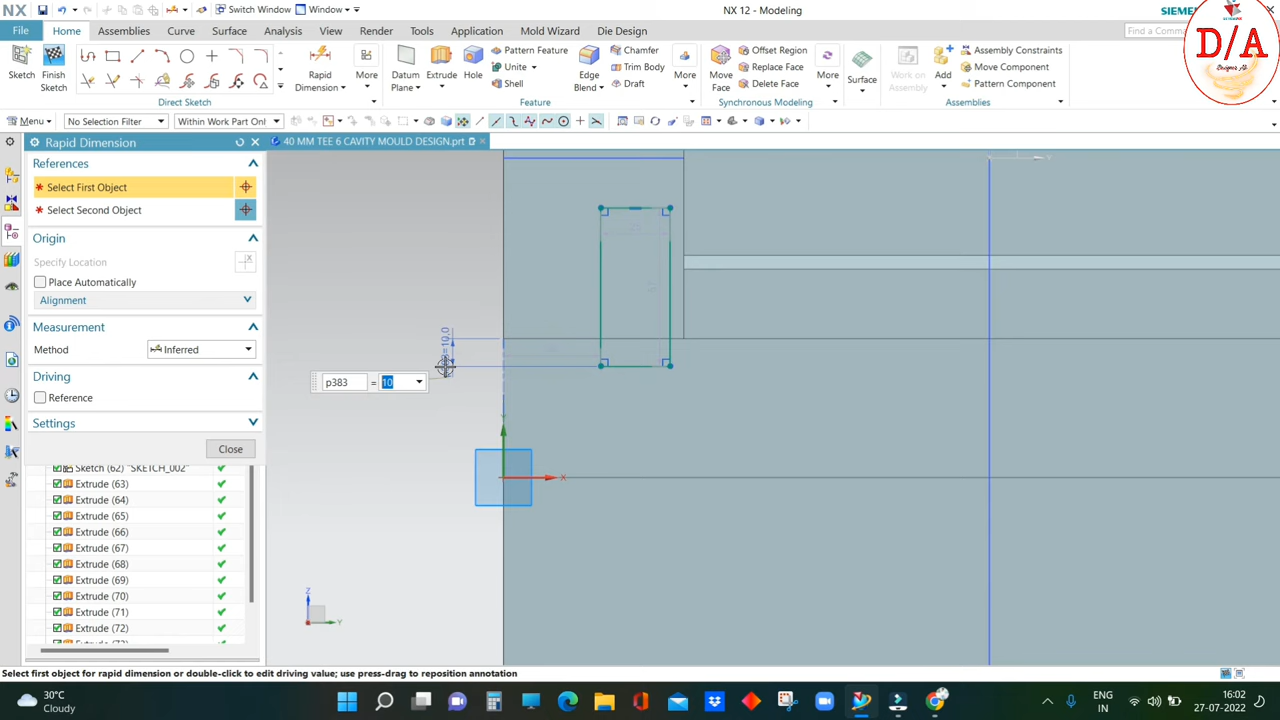 NX
Switch Window
Window
NX 12 - Modeling
SIEM
File
Home
Assemblies
Curve
Surface
Analysis
View
Render
Tools
Application
Mould Wizard
Die Design
Find a Comma
D/A
Designer AB
Sketch
Finish Sketch
Direct Sketch
Rapid Dimension
More
Datum Plane
Extrude
Hole
Pattern Feature
Unite
Shell
Edge Blend
Chamfer
Trim Body
Draft
More
Feature
Move Face
Offset Region
Replace Face
Delete Face
More
Synchronous Modeling
Surface
Work on Assembly
Add
Assembly Constraints
Move Component
Pattern Component
Assemblies
Menu
No Selection Filter
Within Work Part Onl
Rapid Dimension
40 MM TEE 6 CAVITY MOULD DESIGN.prt
References
* Select First Object
* Select Second Object
Origin
Specify Location
Place Automatically
Alignment
Measurement
Method
Inferred
Driving
Reference
Settings
Close
Sketch (62) "SKETCH_002"
Extrude (63)
Extrude (64)
Extrude (65)
Extrude (66)
Extrude (67)
Extrude (68)
Extrude (69)
Extrude (70)
Extrude (71)
Extrude (72)
p383 = 10
=10,0
Y
X
Z
Y
Y
Select first object for rapid dimension or double-click to edit driving value; use press-drag to reposition annotation
30°C
Cloudy
ENG
IN
16:02
27-07-2022